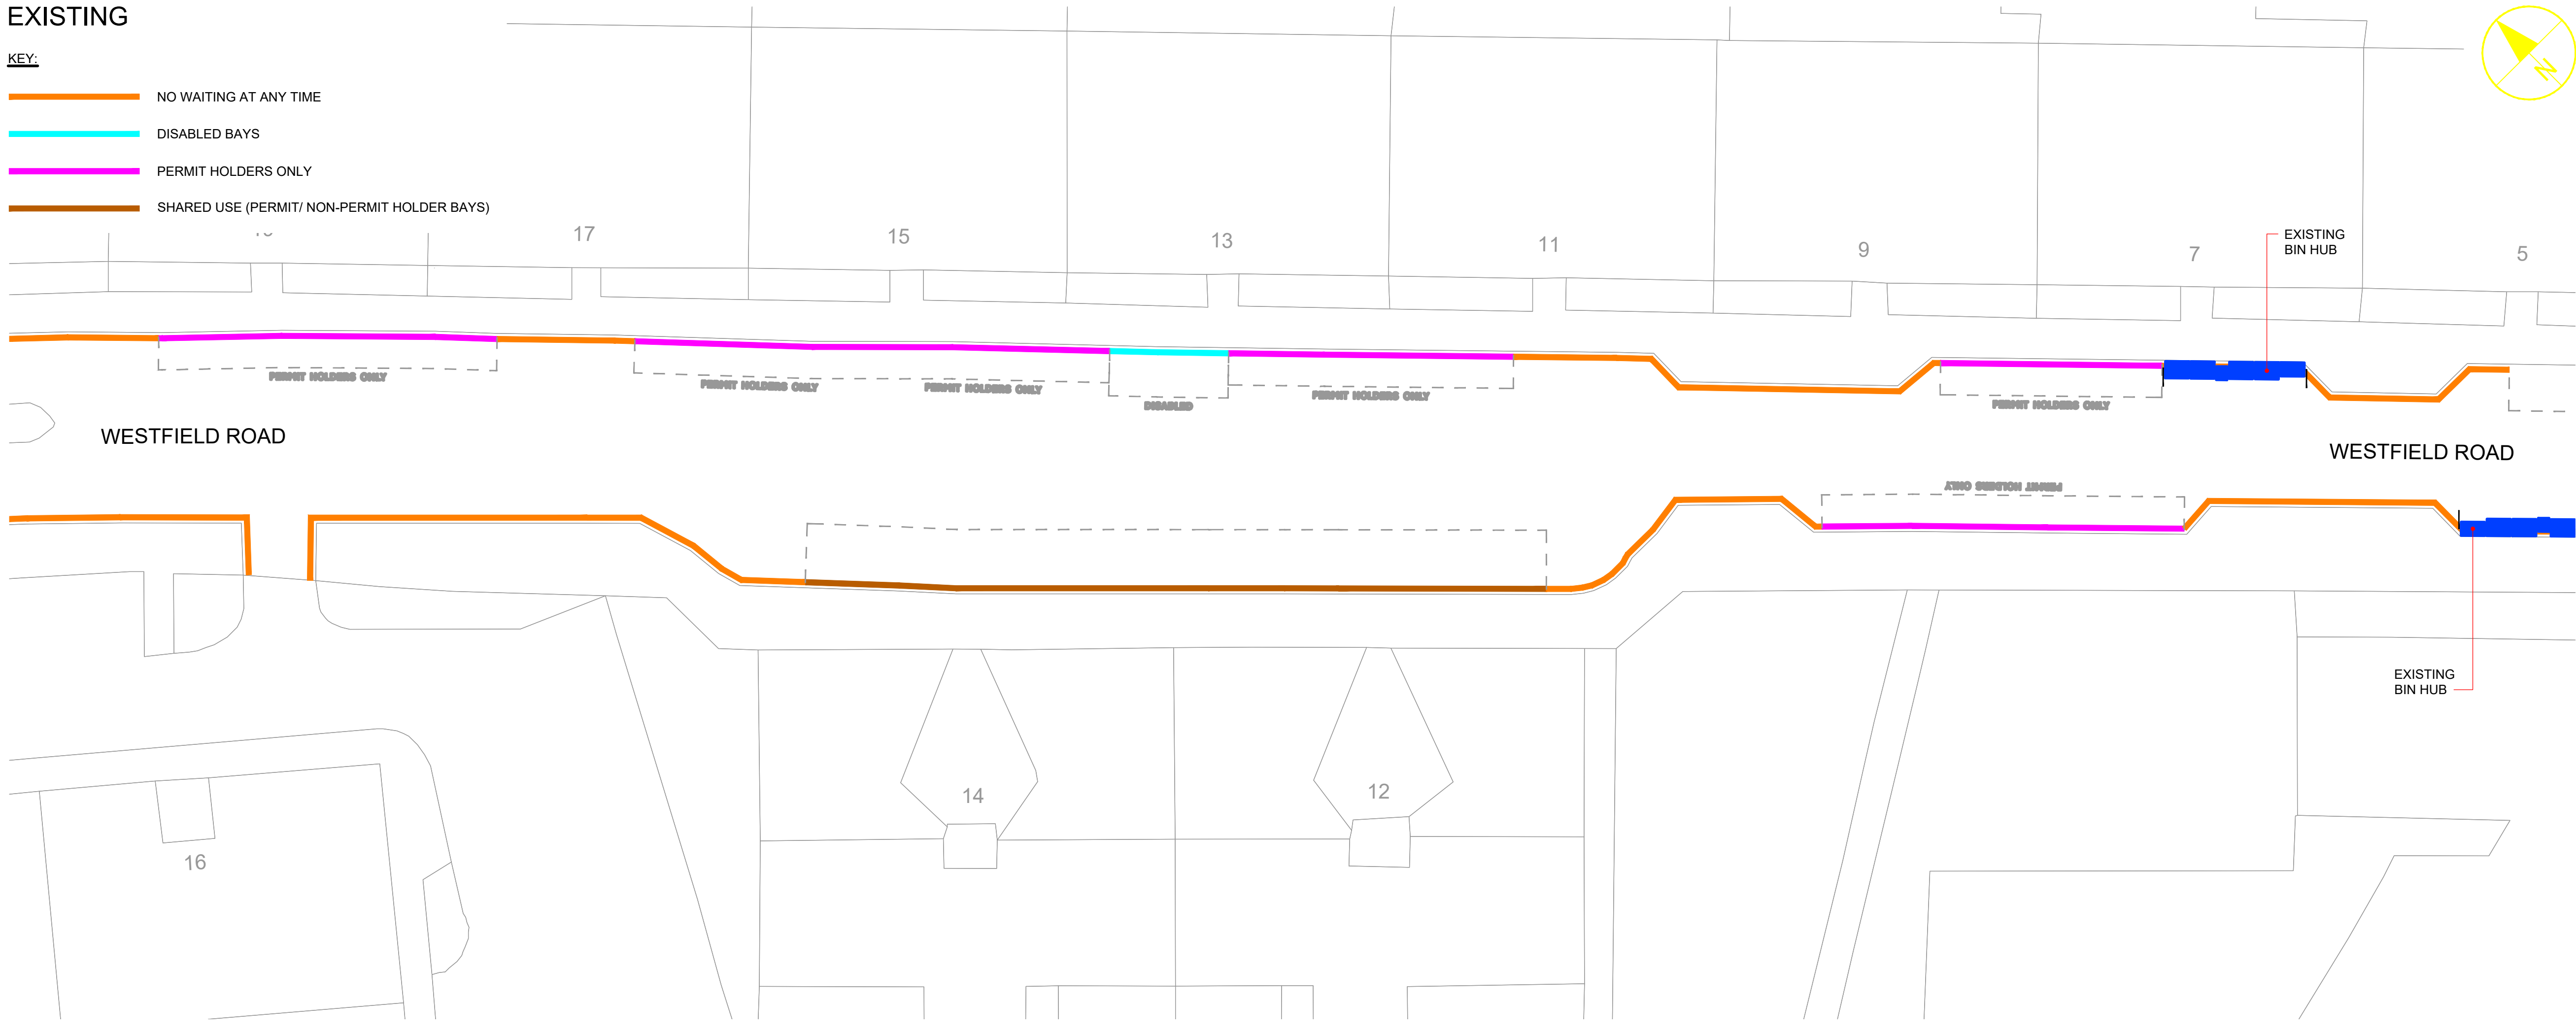 EXISTING
KEY:
NO WAITING AT ANY TIME
DISABLED BAYS
PERMIT HOLDERS ONLY
SHARED USE (PERMIT/ NON-PERMIT HOLDER BAYS)
N
17
15
13
11
9
7
5
EXISTING
BIN HUB
PERMIT HOLDERS ONLY
PERMIT HOLDERS ONLY
PERMIT HOLDERS ONLY
DISABLED
PERMIT HOLDERS ONLY
PERMIT HOLDERS ONLY
WESTFIELD ROAD
WESTFIELD ROAD
PERMIT HOLDERS ONLY
EXISTING
BIN HUB
14
12
16